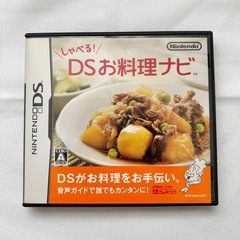 しゃべる!
Nintendo
DSお料理ナビ
NINTENDO DS
A
DSがお料理をお手伝い。
音声ガイドで誰でもカンタンに!